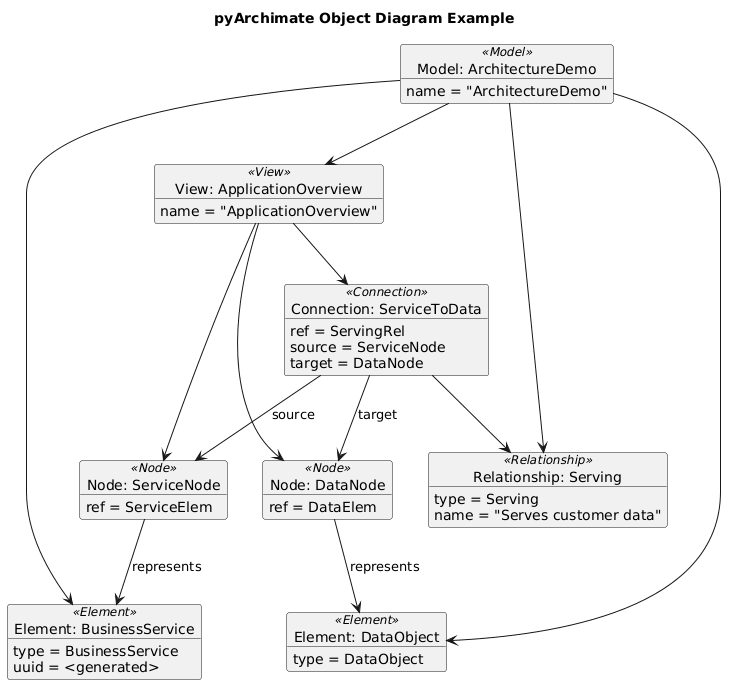 pyArchimate Object Diagram Example
«Model»
Model: ArchitectureDemo
name = "ArchitectureDemo"
«View»
View: ApplicationOverview
name = "ApplicationOverview"
«Connection»
Connection: ServiceToData
ref = ServingRel
source = ServiceNode
target = DataNode
source
target
«Node»
Node: ServiceNode
ref = ServiceElem
«Node»
Node: DataNode
ref = DataElem
«Relationship»
Relationship: Serving
type = Serving
name = "Serves customer data"
represents
represents
«Element»
Element: BusinessService
type = BusinessService
uuid = <generated>
«Element»
Element: DataObject
type = DataObject